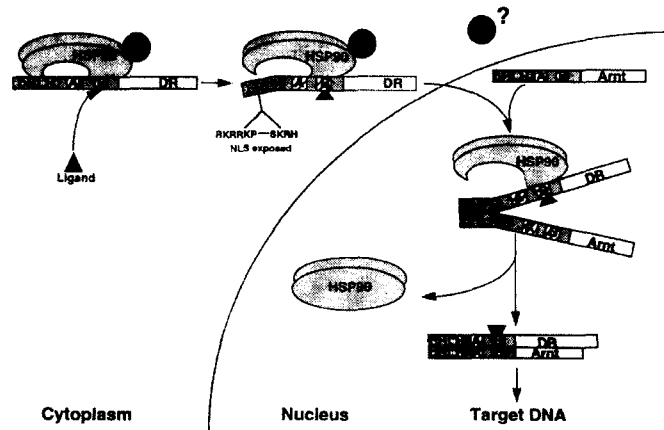 ?
HSP90
DR
HSP90
DR
Arnt
RKRRKP—SKRH
NLS exposed
Ligand
HSP90
DR
Arnt
HSP90
DR
Arnt
Cytoplasm
Nucleus
Target DNA